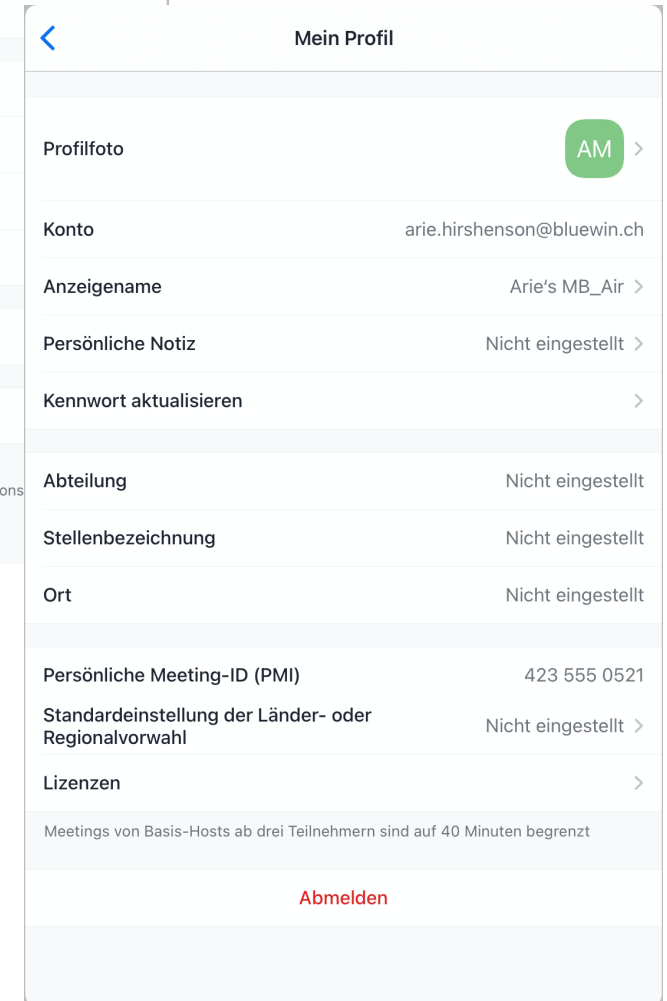 Mein Profil
Profilfoto
AM
Konto
arie.hirshenson@bluewin.ch
Anzeigename
Arie’s MB_Air
Persönliche Notiz
Nicht eingestellt
Kennwort aktualisieren
ons
Abteilung
Nicht eingestellt
Stellenbezeichnung
Nicht eingestellt
Ort
Nicht eingestellt
Persönliche Meeting-ID (PMI)
423 555 0521
Standardeinstellung der Länder- oder
Regionalvorwahl
Nicht eingestellt
Lizenzen
Meetings von Basis-Hosts ab drei Teilnehmern sind auf 40 Minuten begrenzt
Abmelden